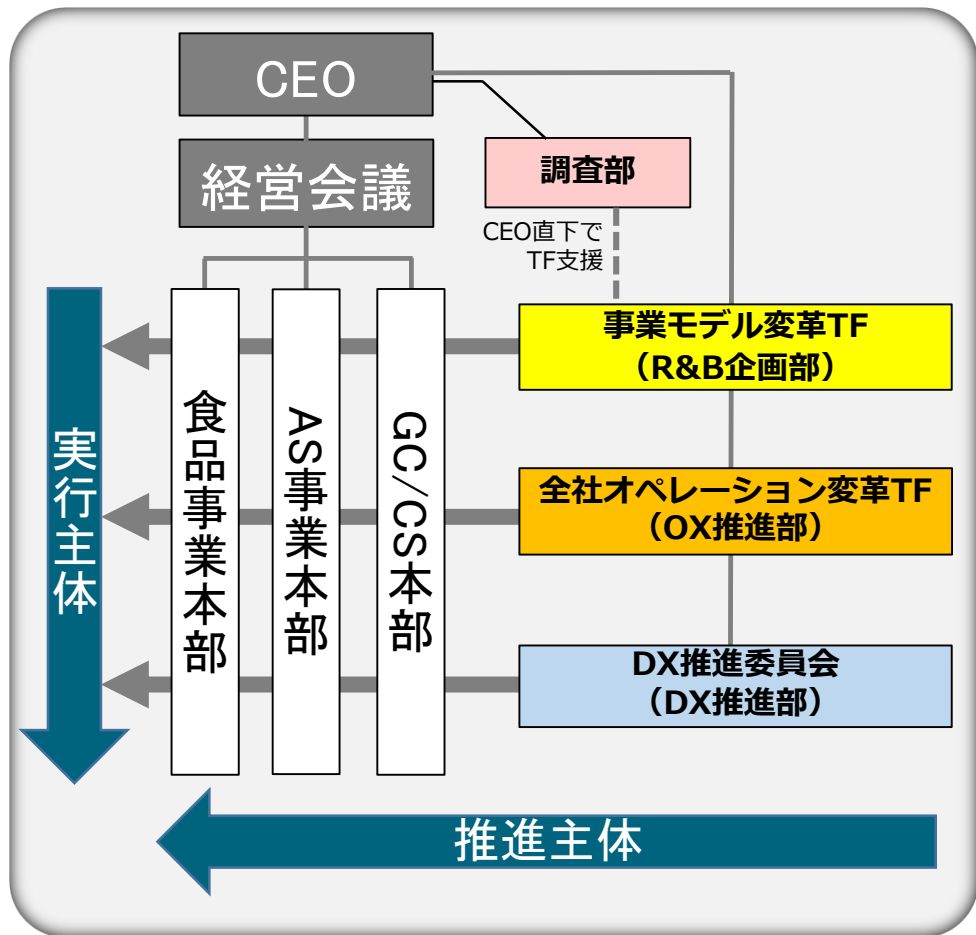 CEO
経営会議
調査部
CEO直下で
TF支援
事業モデル変革TF
（R&B企画部）
全社オペレーション変革TF
（OX推進部）
DX推進委員会
（DX推進部）
実行主体
食品事業本部
AS事業本部
GC/CS本部
推進主体